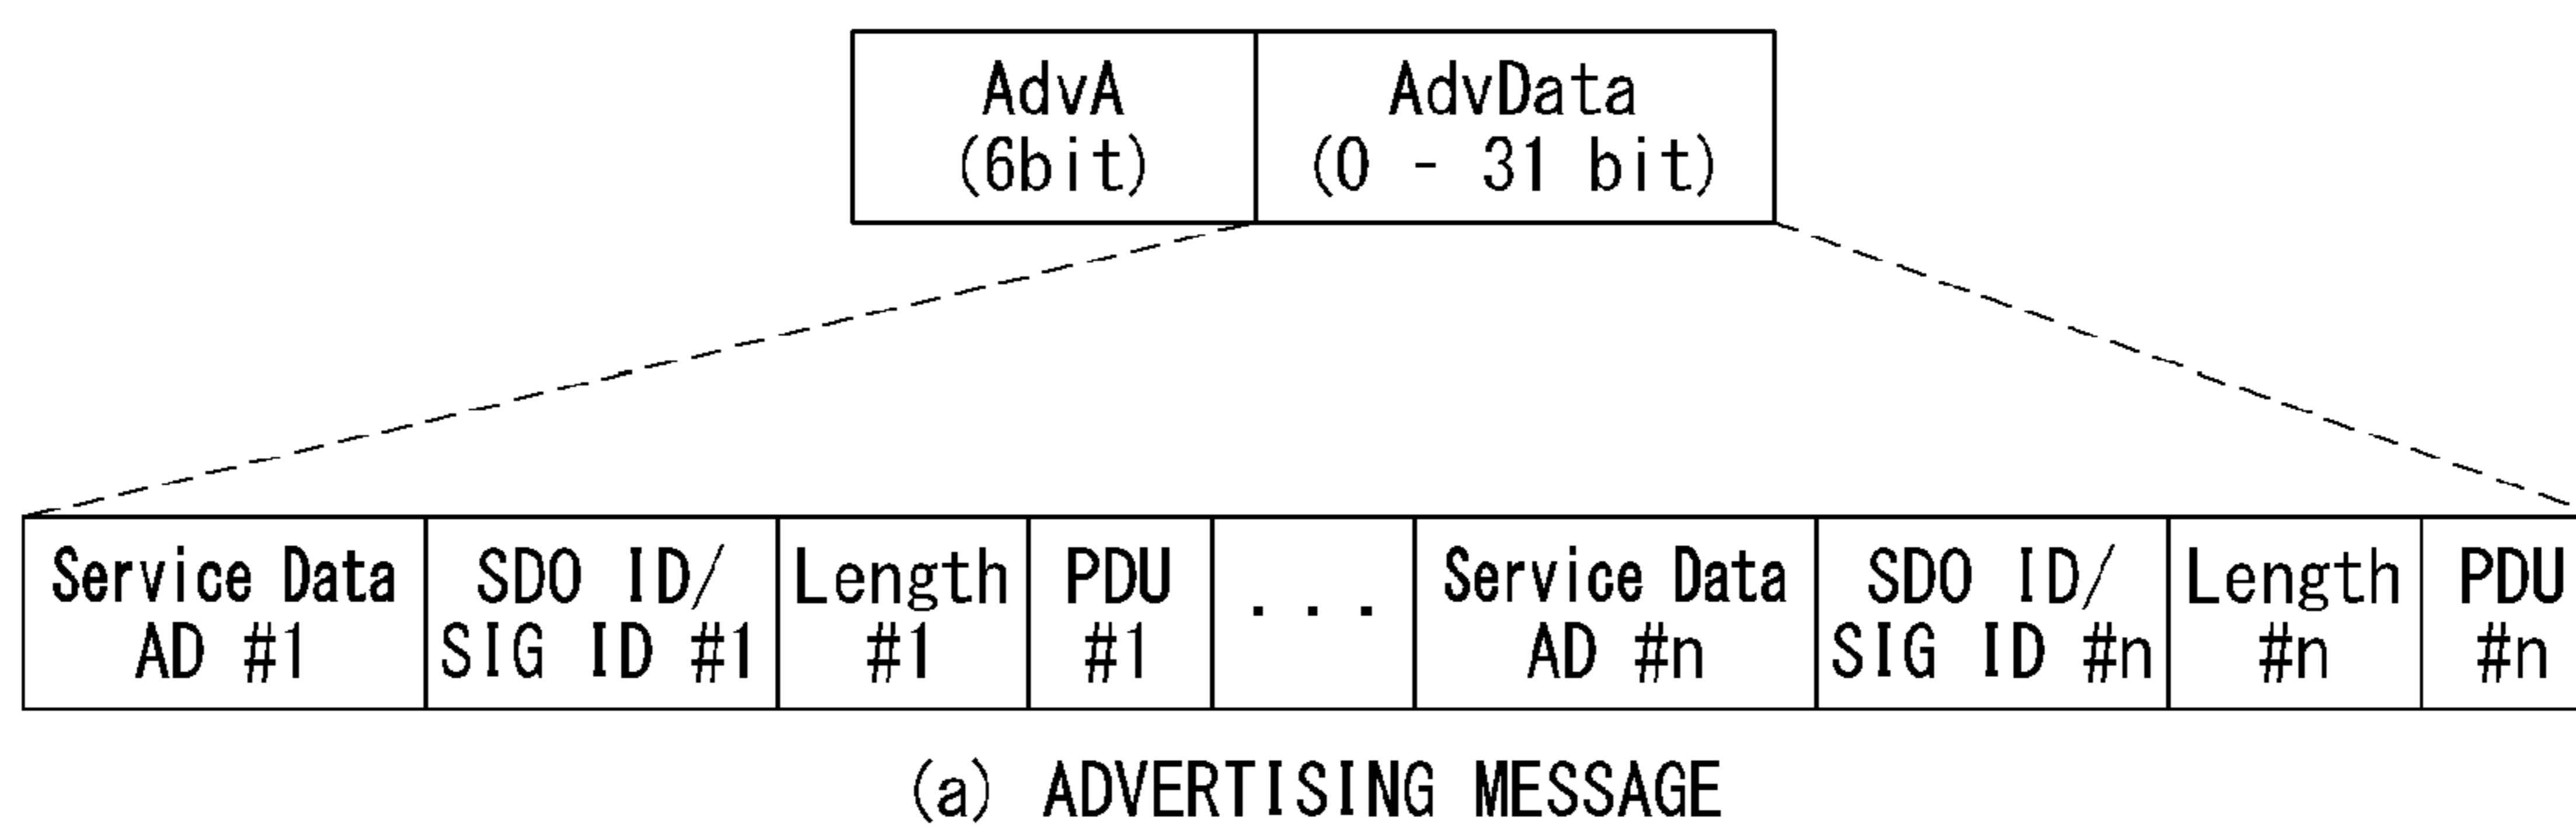 AdvA
(6bit)
AdvData
(0 - 31 bit)
Service Data
AD #1
SDO ID/
SIG ID #1
Length
#1
PDU
#1
...
Service Data
AD #n
SDO ID/
SIG ID #n
Length
#n
PDU
#n
(a) ADVERTISING MESSAGE